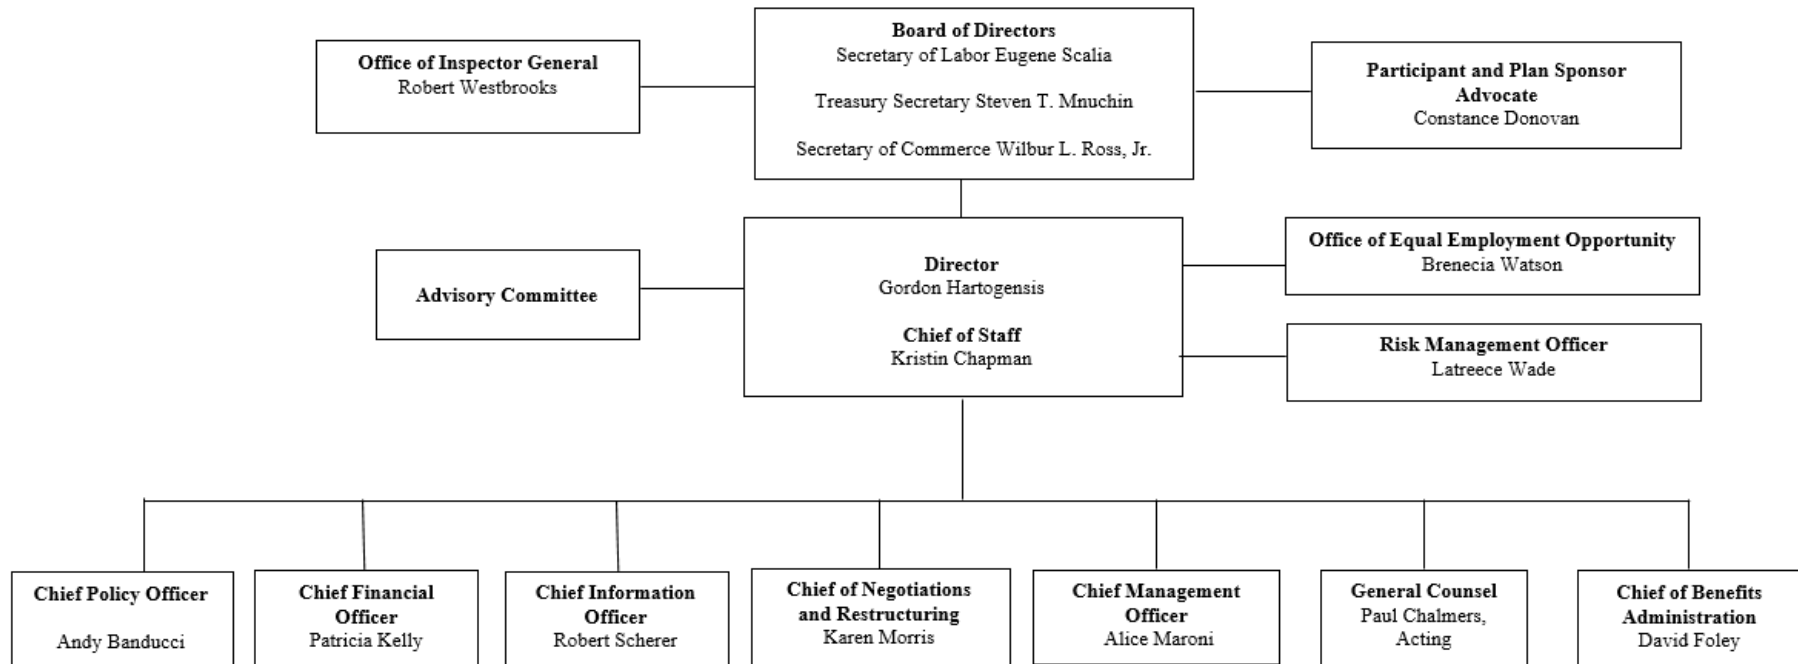 Board of Directors
Secretary of Labor Eugene Scalia
Treasury Secretary Steven T. Mnuchin
Secretary of Commerce Wilbur L. Ross, Jr.
Office of Inspector General
Robert Westbrooks
Participant and Plan Sponsor
Advocate
Constance Donovan
Advisory Committee
Director
Gordon Hartogensis
Chief of Staff
Kristin Chapman
Office of Equal Employment Opportunity
Brenecia Watson
Risk Management Officer
Latreece Wade
Chief Policy Officer
Andy Banducci
Chief Financial
Officer
Patricia Kelly
Chief Information
Officer
Robert Scherer
Chief of Negotiations
and Restructuring
Karen Morris
Chief Management
Officer
Alice Maroni
General Counsel
Paul Chalmers,
Acting
Chief of Benefits
Administration
David Foley